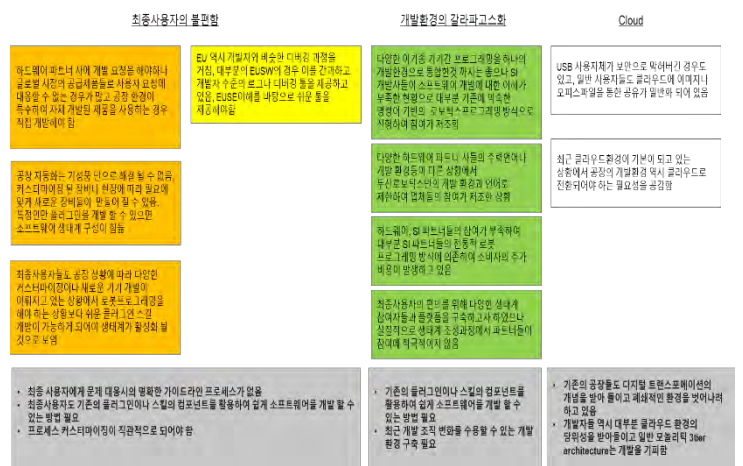 최종사용자의 불편함
개발환경의 갈라파고스화
Cloud
하드웨어 파트너 사에 개발 요청을 해야하나
글로벌 시장의 공급제품들로 사용자 요청에
대응할 수 없는 경우가 많고 공장 환경이
특수하여 자체 개발된 제품을 사용하는 경우
직접 개발해야 함
공장 자동화는 기성품 만으로 해결 될 수 없음,
커스터마이징 된 장비나 현장에 따라 필요에
맞게 새로운 장비들이 만들어 질 수 있음.
특정인만 플러그인을 개발 할 수 있으면
소프트웨어 생태계 구성이 힘듦
최종사용자들도 공장 상황에 따라 다양한
커스터마이징이나 새로운 기기 개발이
이뤄지고 있는 상황에서 로봇프로그래밍을
해야 하는 상황보다 쉬운 플러그인 스킬
개발이 가능하게 되어야 생태계가 활성화 될
것으로 보임
EU 역시 개발자와 비슷한 디버깅 과정을
거침, 대부분의 EUSW의 경우 이를 간과하고
개발자 수준의 로그나 디버깅 툴을 제공하고
있음, EUSE이해를 바탕으로 쉬운 툴을
제공해야함
다양한 이기종 기기간 프로그래밍을 하나의
개발환경으로 통합한것 까지는 좋으나 SI
개발자들이 소프트웨어 개발에 대한 이해가
부족한 현황으로 대부분 기존에 익숙한
명령어 기반의 로보틱스프로그래밍 방식으로
진행하여 참여가 저조함
다양한 하드웨어 파트너 사들의 주력언어나
개발 환경등이 다른 상황에서
두산로보틱스만의 개발 환경과 언어로
제한하여 업체들의 참여가 저조한 상황
하드웨어, SI 파트너들의 참여가 부족하여
대부분 SI 파트너들의 전통적 로봇
프로그래밍 방식에 의존하여 소비자의 추가
비용이 발생하고 있음
최종사용자의 편의를 위해 다양한 생태계
참여자들과 플랫폼을 구축하고자 하였으나
실질적으로 생태계 조성과정에서 파트너들이
참여에 적극적이지 않음
USB 사용자체가 보안으로 막혀버린 경우도
있고, 일반 사용자들도 클라우드에 이미지나
오피스파일을 통한 공유가 일반화 되어 있음
최근 클라우드환경이 기본이 되고 있는
상황에서 공장의 개발환경 역시 클라우드로
전환되어야 하는 필요성을 공감함
• 최종 사용자에게 문제 대응시의 명확한 가이드라인 프로세스가 없음
• 최종사용자도 기존의 플러그인이나 스킬의 컴포넌트를 활용하여 쉽게 소프트웨어를 개발 할 수
있는 방법 필요
• 프로세스 커스터마이징이 직관적으로 되어야 함
• 기존의 플러그인이나 스킬의 컴포넌트를
활용하여 쉽게 소프트웨어를 개발 할 수
있는 방법 필요
• 최근 개발 조직 변화를 수용할 수 있는 개발
환경 구축 필요
• 기존의 공장들도 디지털 트랜스포메이션의
개념을 받아 들이고 폐쇄적인 환경을 벗어나려
하고 있음
• 개발자들 역시 대부분 클라우드 환경의
당위성을 받아들이고 일반 모놀리틱 3tier
architecture는 개발을 기피함